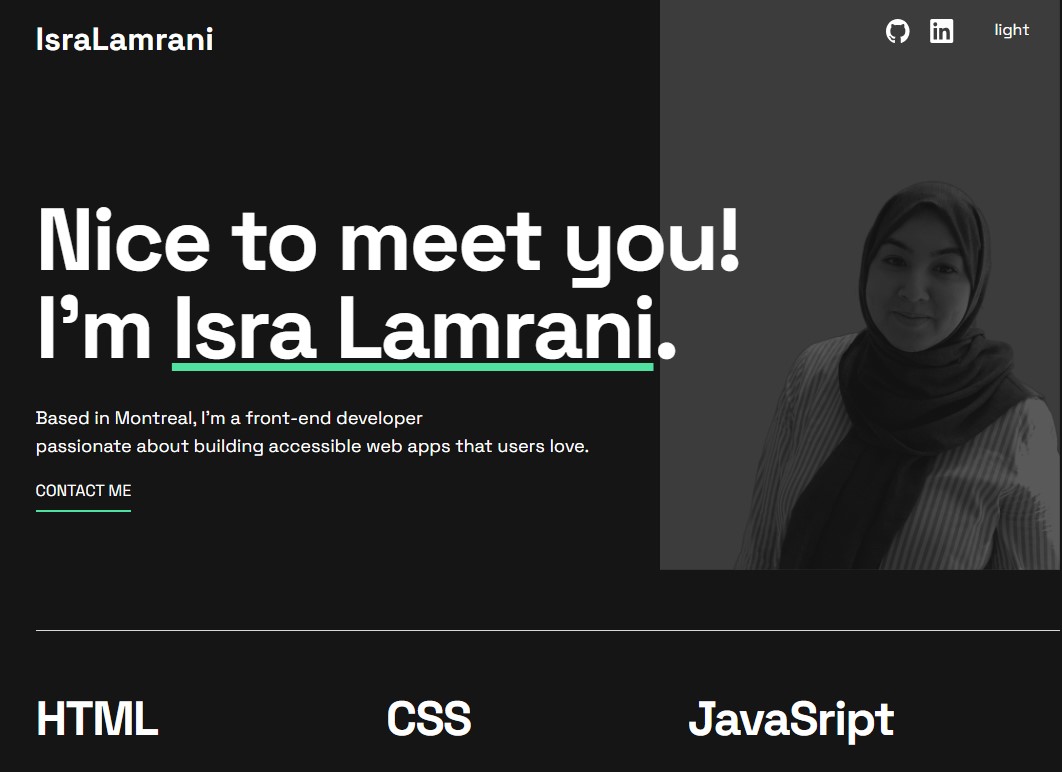 IsraLamrani
light
Nice to meet you!
I'm Isra Lamrani.
Based in Montreal, I'm a front-end developer
passionate about building accessible web apps that users love.
CONTACT ME
HTML CSS JavaSript